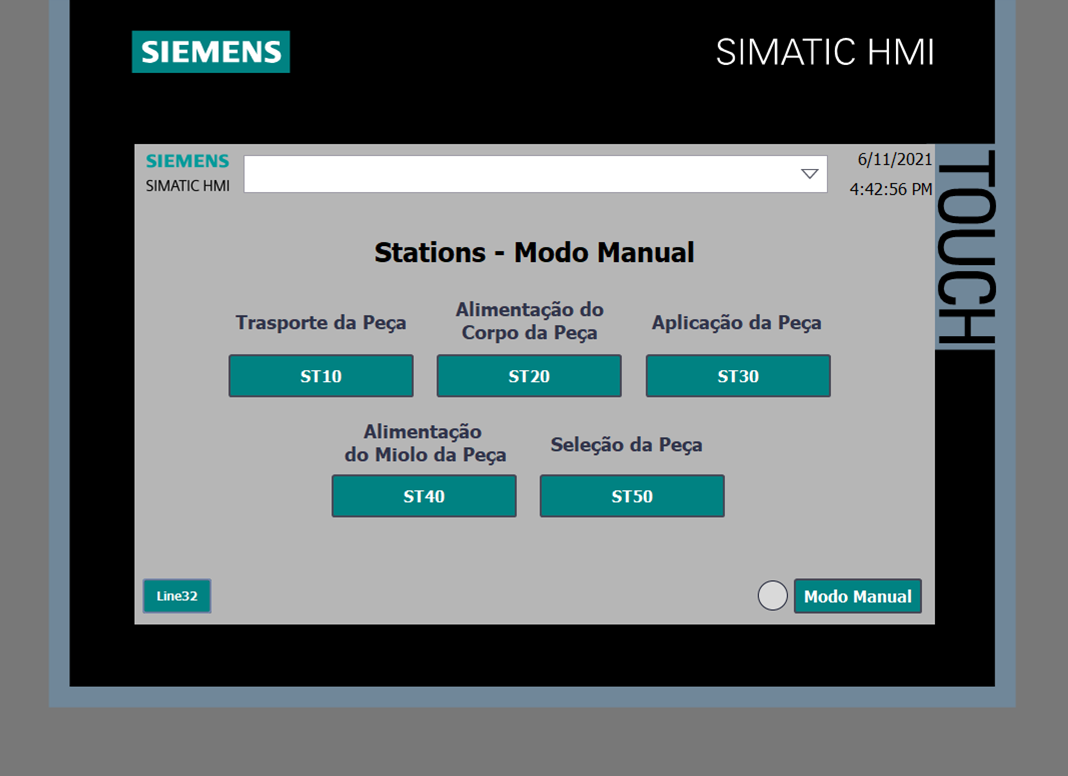 SIEMENS
SIMATIC HMI
SIEMENS
SIMATIC HMI
6/11/2021
4:42:56 PM
TOUCH
Stations - Modo Manual
Trasporte da Peça
Alimentação do
Corpo da Peça
Aplicação da Peça
ST10
ST20
ST30
Alimentação
do Miolo da Peça
Seleção da Peça
ST40
ST50
Line32
Modo Manual